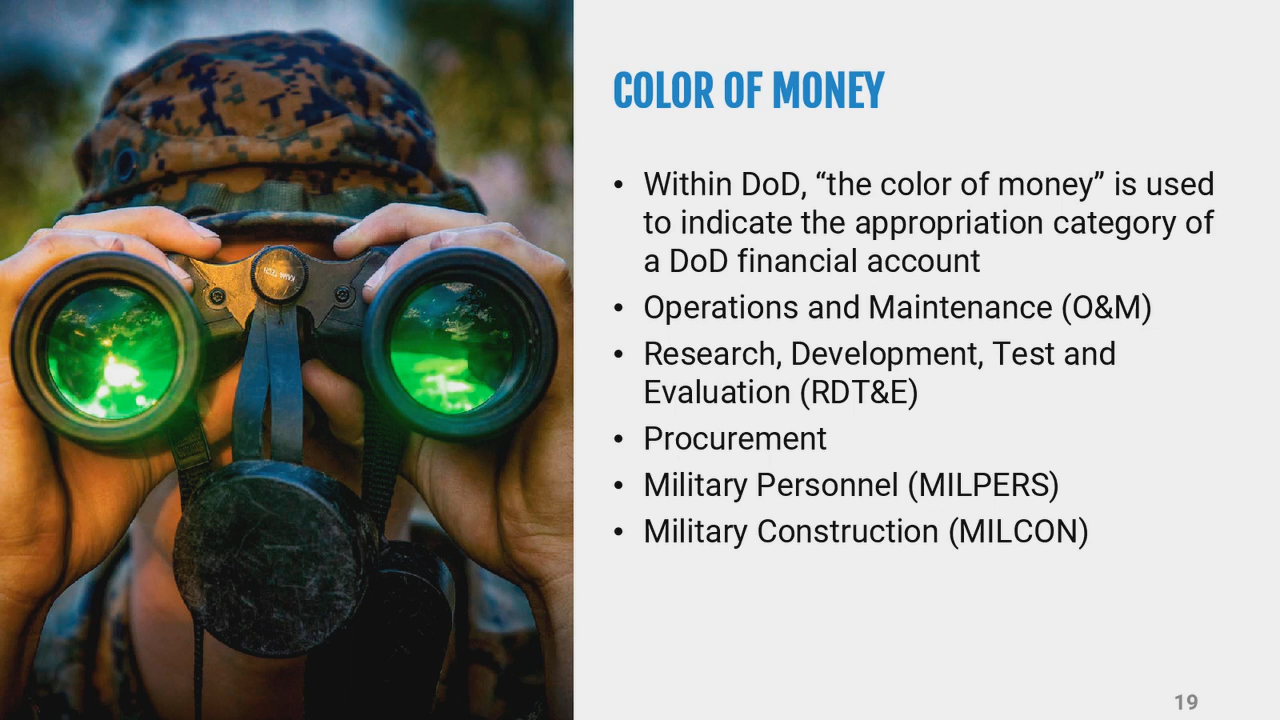 COLOR OF MONEY
• Within DoD, “the color of money” is used
to indicate the appropriation category of
a DoD financial account
• Operations and Maintenance (O&M)
• Research, Development, Test and
Evaluation (RDT&E)
• Procurement
• Military Personnel (MILPERS)
• Military Construction (MILCON)
19